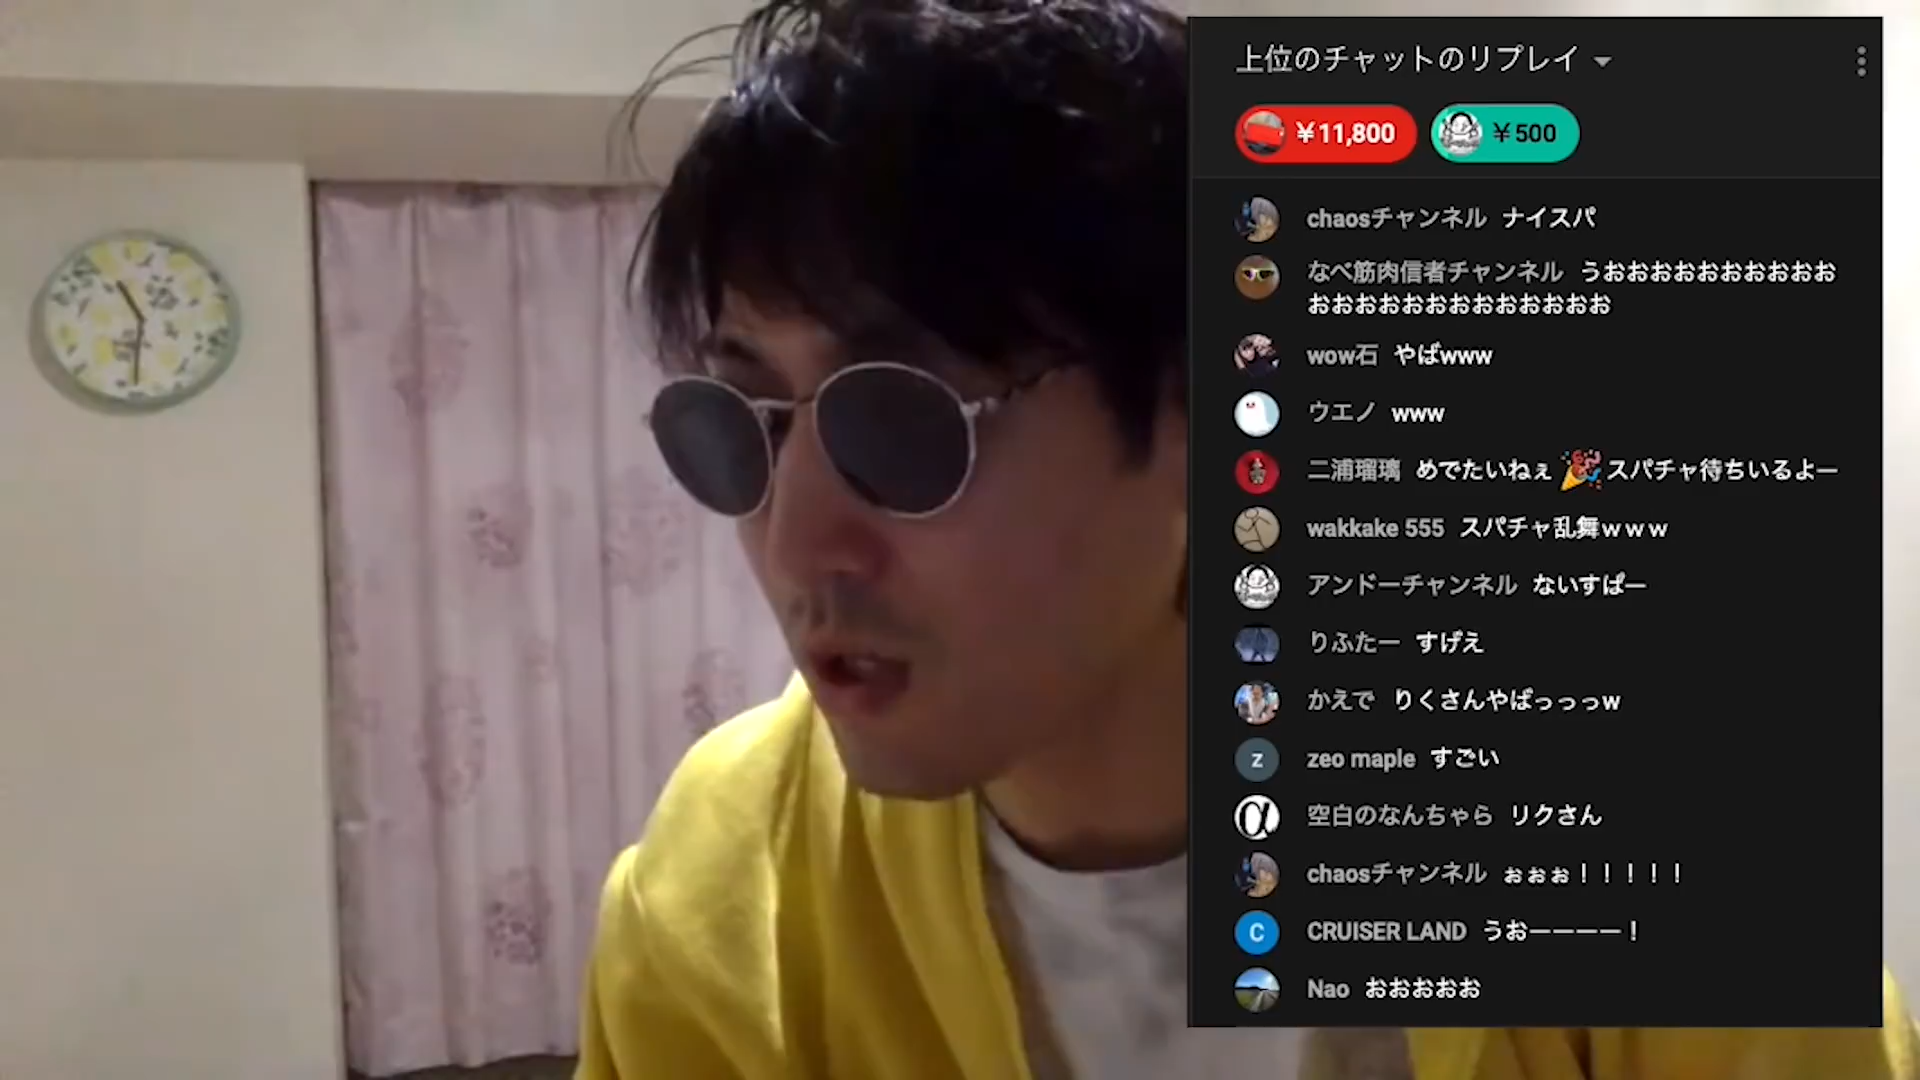 上位のチャットのリプレイ
￥11,800 ￥500
chaosチャンネル ナイスパ
なべ筋肉信者チャンネル うおおおおおおおおおお
おおおおおおおおおおおおお
wow石 やばwww
ウエノ www
二浦瑠璃 めでたいねぇ🎉スパチャ待ちいるよー
wakkake 555 スパチャ乱舞ｗｗｗ
アンドーチャンネル ないすぱー
りふたー すげえ
かえで りくさんやばっっっw
z zeo maple すごい
空白のなんちゃら リクさん
chaosチャンネル ぉぉぉ！！！！！
C CRUISER LAND うおーーーー！
Nao おおおおお